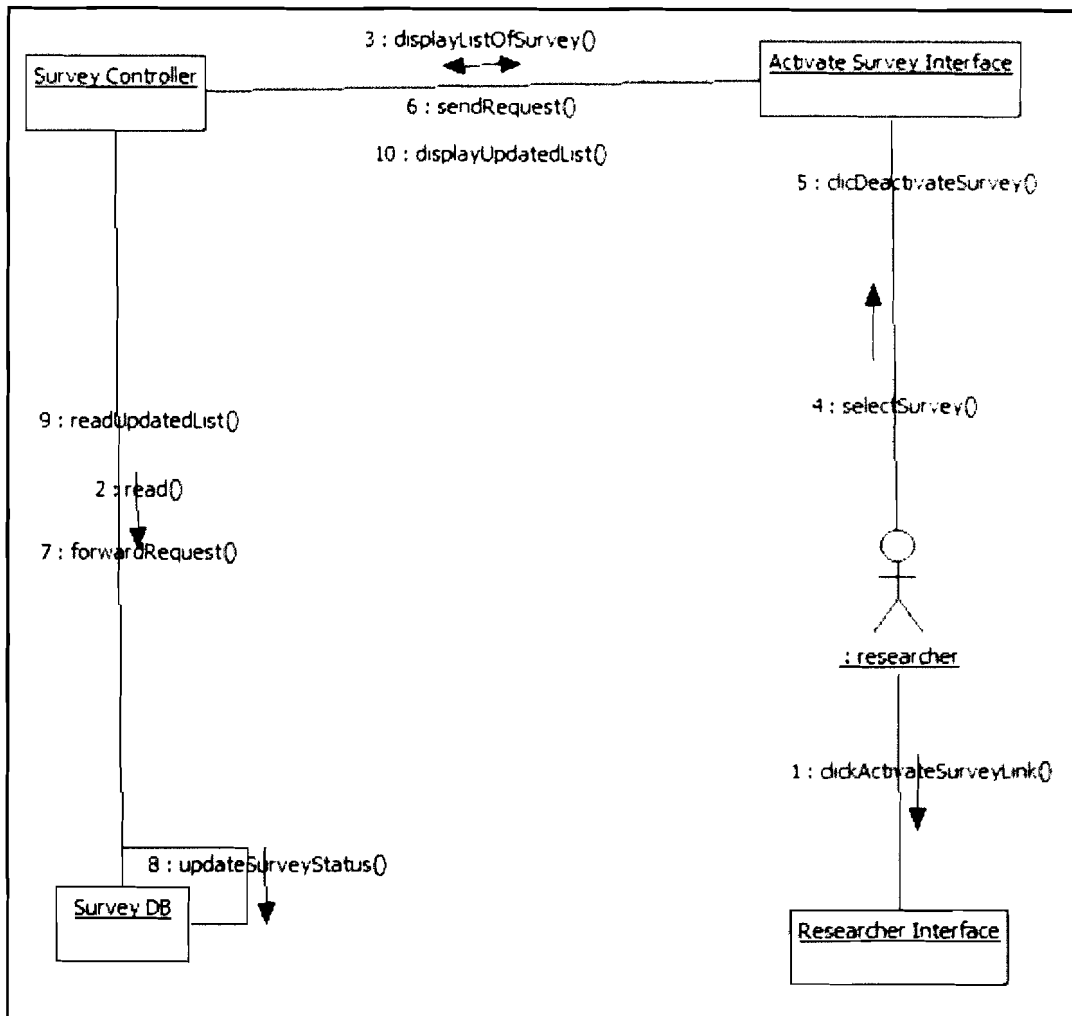 3 : displayListOfSurvey()
Survey Controller
Activate Survey Interface
6 : sendRequest()
10 : displayUpdatedList()
5 : clicDeactivateSurvey()
4 : selectSurvey()
9 : readUpdatedList()
2 : read()
7 : forwardRequest()
: researcher
1 : clickActivateSurveyLink()
8 : updateSurveyStatus()
Survey DB
Researcher Interface